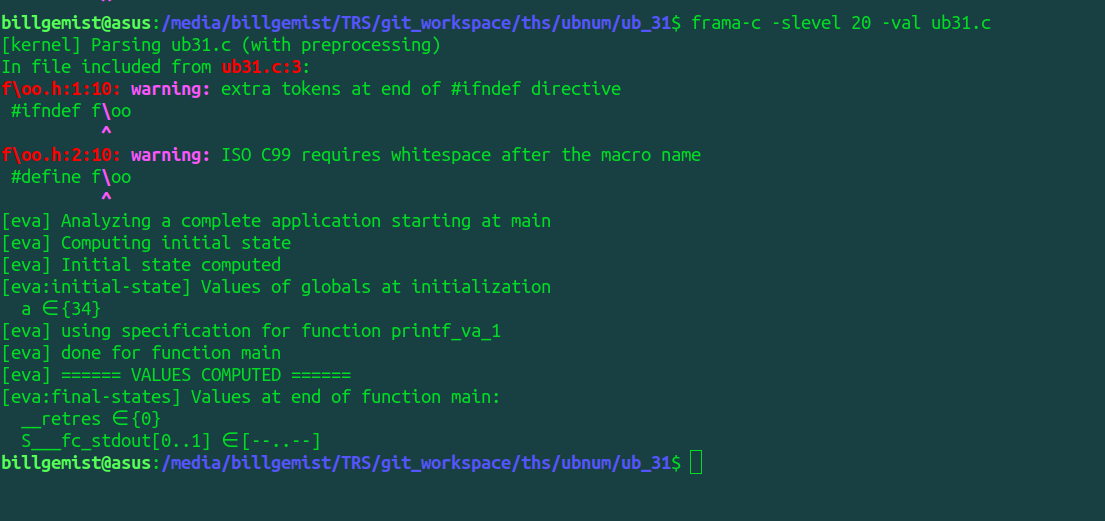 ^
billgemist@asus:/media/billgemist/TRS/git_workspace/ths/ubnum/ub_31$ frama-c -slevel 20 -val ub31.c
[kernel] Parsing ub31.c (with preprocessing)
In file included from ub31.c:3:
f\oo.h:1:10: warning: extra tokens at end of #ifndef directive
 #ifndef f\oo
          ^
f\oo.h:2:10: warning: ISO C99 requires whitespace after the macro name
 #define f\oo
          ^
[eva] Analyzing a complete application starting at main
[eva] Computing initial state
[eva] Initial state computed
[eva:initial-state] Values of globals at initialization
  a ∈ {34}
[eva] using specification for function printf_va_1
[eva] done for function main
[eva] ====== VALUES COMPUTED ======
[eva:final-states] Values at end of function main:
  __retres ∈ {0}
  S___fc_stdout[0..1] ∈ [--..--]
billgemist@asus:/media/billgemist/TRS/git_workspace/ths/ubnum/ub_31$